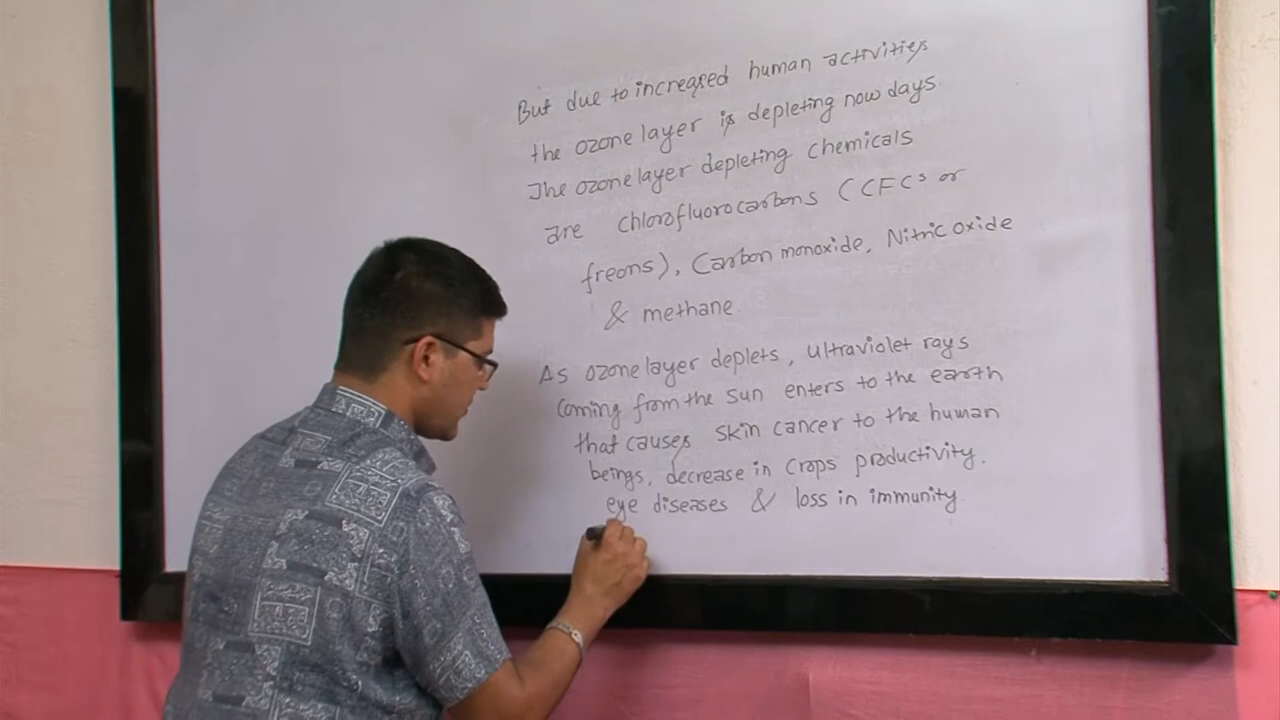 But due to increased human activities
the ozone layer is depleting now days.
The ozone layer depleting chemicals
are chlorofluorocarbons (CFCs or
freons), Carbon monoxide, Nitric oxide
& methane.
As ozone layer deplets, ultraviolet rays
coming from the sun enters to the earth
that causes skin cancer to the human
beings, decrease in crops productivity,
eye diseases & loss in immunity.